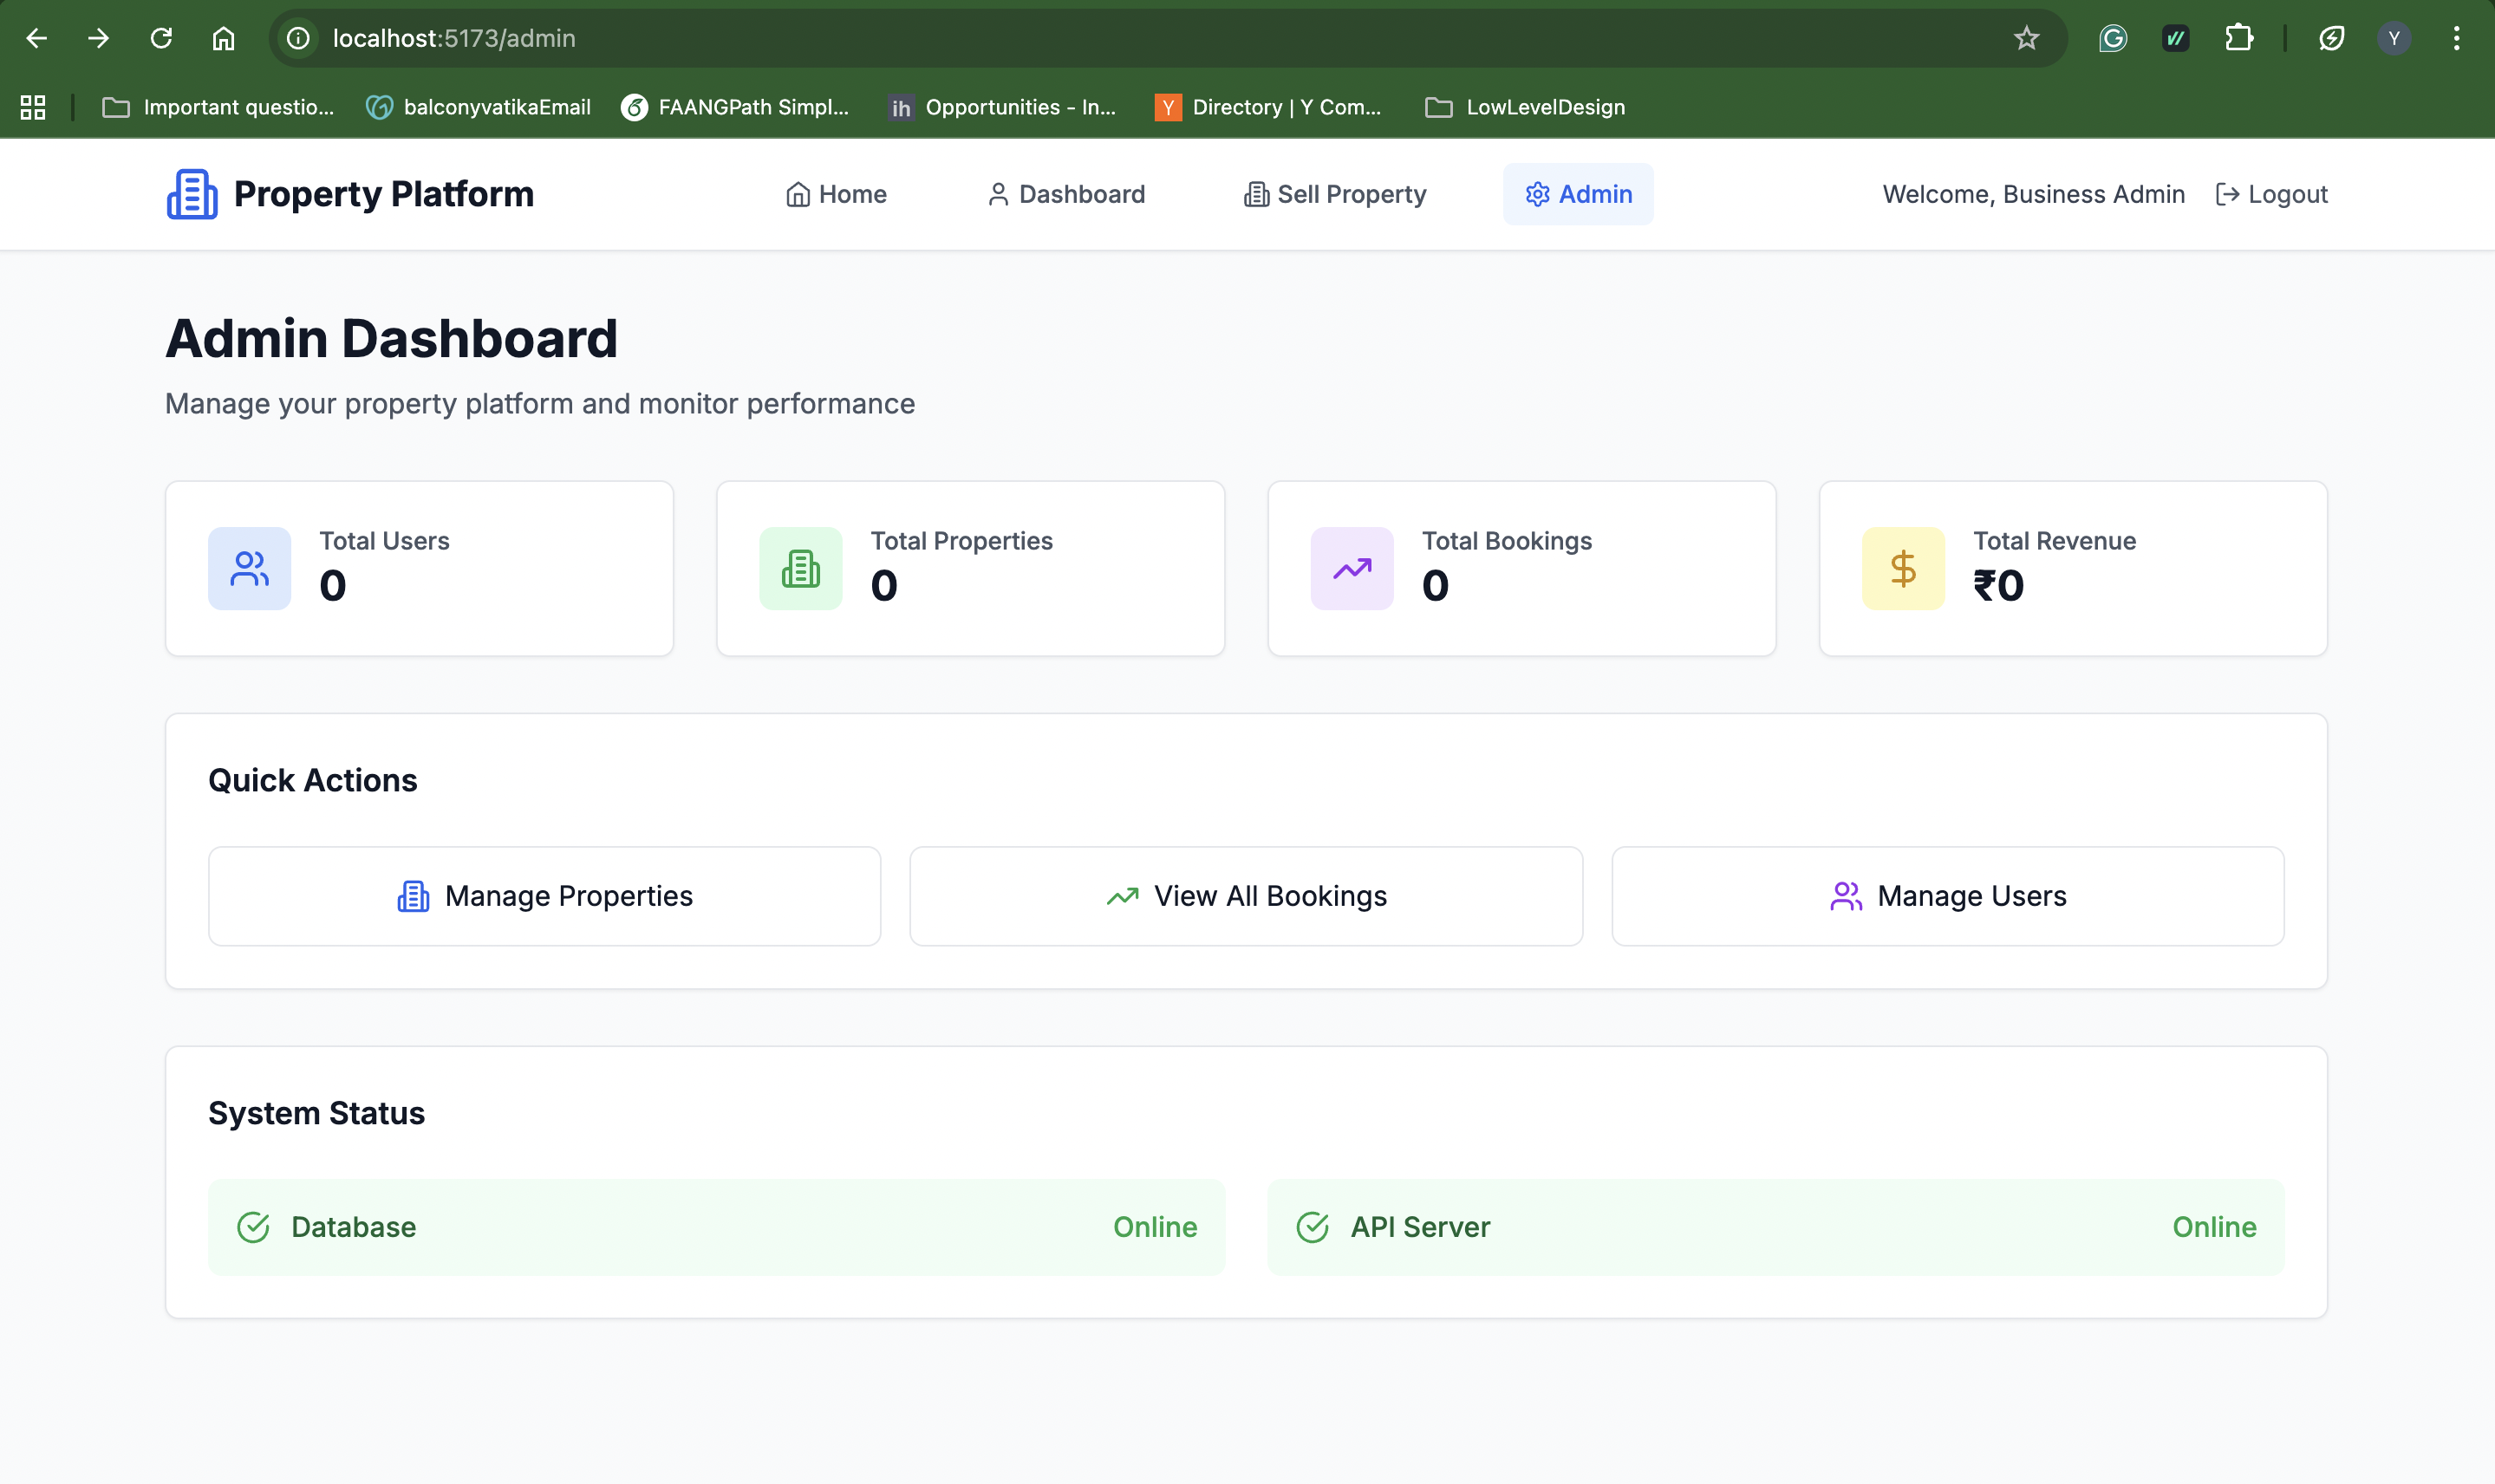 localhost:5173/admin
Y
Important questio...
balconyvatikaEmail
FAANGPath Simpl...
ih Opportunities - In...
Y Directory | Y Com...
LowLevelDesign
Property Platform
Home
Dashboard
Sell Property
Admin
Welcome, Business Admin
Logout
Admin Dashboard
Manage your property platform and monitor performance
Total Users
0
Total Properties
0
Total Bookings
0
Total Revenue
₹0
Quick Actions
Manage Properties
View All Bookings
Manage Users
System Status
Database
Online
API Server
Online